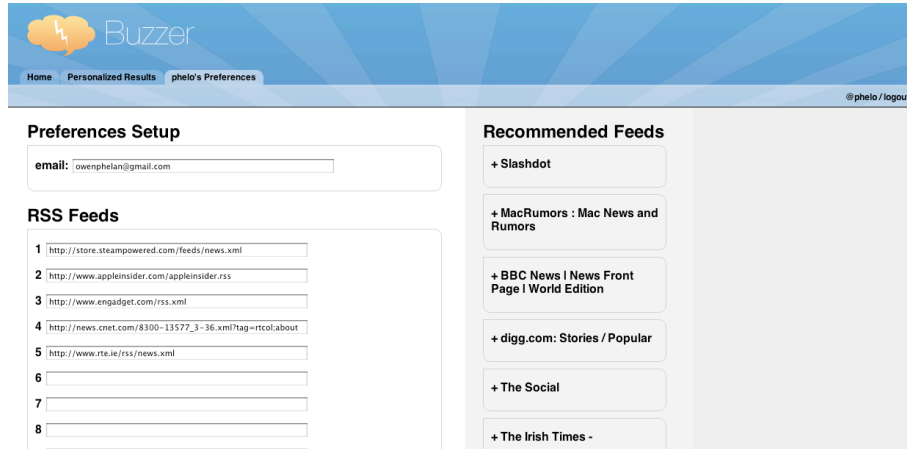 Buzzer
Home Personalized Results phelo's Preferences
@phelo / logou
Preferences Setup
email: owenphelan@gmail.com
RSS Feeds
1 http://store.steampowered.com/feeds/news.xml
2 http://www.appleinsider.com/appleinsider.rss
3 http://www.engadget.com/rss.xml
4 http://news.cnet.com/8300-13577_3-36.xml?tag=rtcol;about
5 http://www.rte.ie/rss/news.xml
6
7
8
Recommended Feeds
+ Slashdot
+ MacRumors : Mac News and
Rumors
+ BBC News | News Front
Page | World Edition
+ digg.com: Stories / Popular
+ The Social
+ The Irish Times -